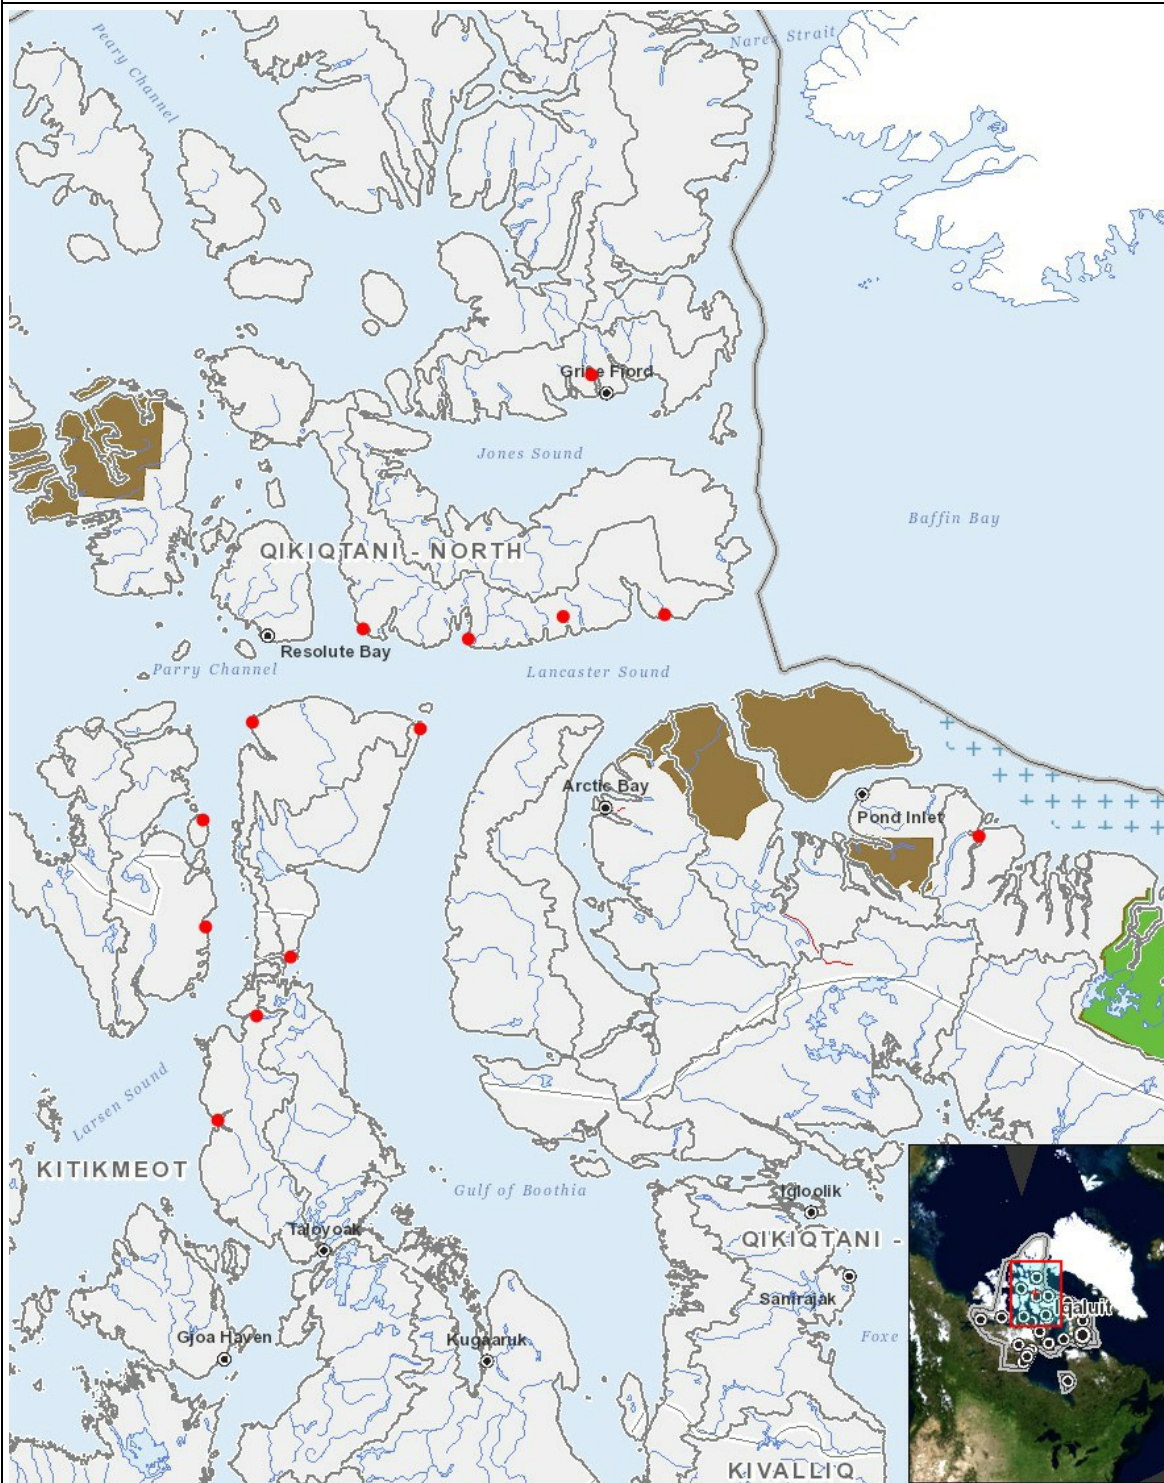 Peary Channel
Nares Strait
Grise Fiord
Jones Sound
Baffin Bay
QIKIQTANI - NORTH
Resolute Bay
Parry Channel
Lancaster Sound
Arctic Bay
Pond Inlet
Larsen Sound
KITIKMEOT
Gulf of Boothia
Igloolik
Taloyoak
QIKIQTANI -
Sanirajak
Iqaluit
Gjoa Haven
Kugaaruk
Foxe
KIVALLIQ